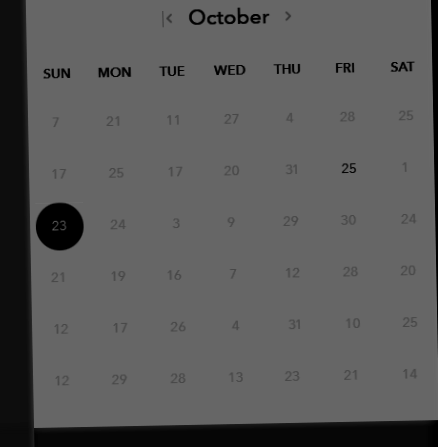 |< October >
SUN MON TUE WED THU FRI SAT
7 21 11 27 4 28 25
17 25 17 20 31 25 1
23 24 3 9 29 30 24
21 19 16 7 12 28 20
12 17 26 4 31 10 25
12 29 28 13 23 21 14